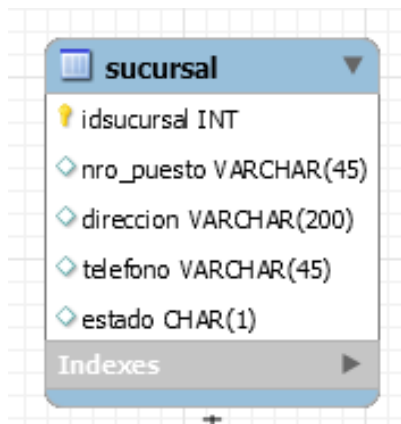 sucursal
idsucursal INT
nro_puesto VARCHAR(45)
direccion VARCHAR(200)
telefono VARCHAR(45)
estado CHAR(1)
Indexes